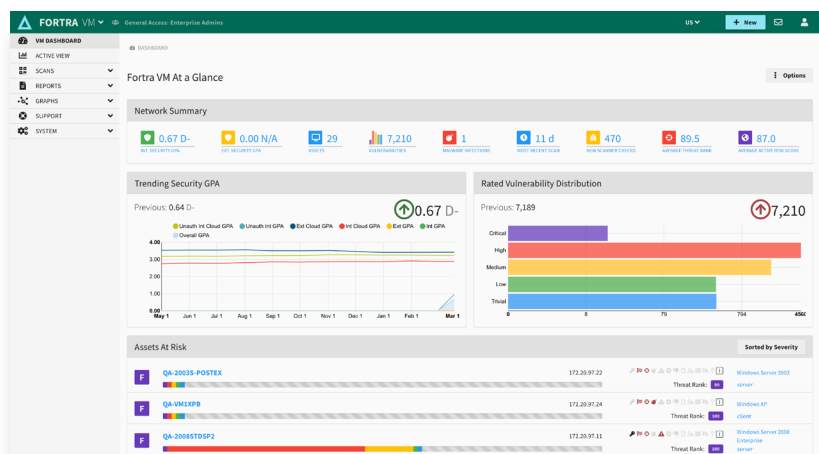 FORTRA VM
General Access: Enterprise Admins
US
+ New
VM DASHBOARD
ACTIVE VIEW
SCANS
REPORTS
GRAPHS
SUPPORT
SYSTEM
DASHBOARD
Fortra VM At a Glance
Options
Network Summary
0.67 D-
INT. SECURITY GPA
0.00 N/A
EXT. SECURITY GPA
29
ASSETS
7,210
VULNERABILITIES
1
MALWARE INFECTIONS
11 d
MOST RECENT SCAN
470
NEW SCANNER CHECKS
89.5
AVERAGE THREAT RANK
87.0
AVERAGE ACTIVE RISK SCORE
Trending Security GPA
Previous: 0.64 D-
0.67 D-
Unauth Int Cloud GPA
Unauth Int GPA
Ext Cloud GPA
Int Cloud GPA
Ext GPA
Int GPA
Overall GPA
4.00
3.00
2.00
1.00
0.00
May 1 Jun 1 Jul 1 Aug 1 Sep 1 Oct 1 Nov 1 Dec 1 Jan 1 Feb 1 Mar 1
Rated Vulnerability Distribution
Previous: 7,189
7,210
Critical
High
Medium
Low
Trivial
0 8 79 794 4560
Assets At Risk
Sorted by Severity
F
QA-2003S-POSTEX
172.20.97.22
Threat Rank: 99
Windows Server 2003
server
F
QA-VM1XPB
172.20.97.24
Threat Rank: 100
Windows XP
client
F
QA-2008STDSP2
172.20.97.11
Threat Rank: 100
Windows Server 2008
Enterprise
server